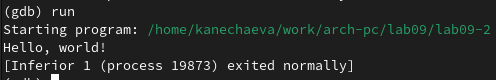 (gdb) run
Starting program: /home/kanechaeva/work/arch-pc/lab09/lab09-2
Hello, world!
[Inferior 1 (process 19873) exited normally]